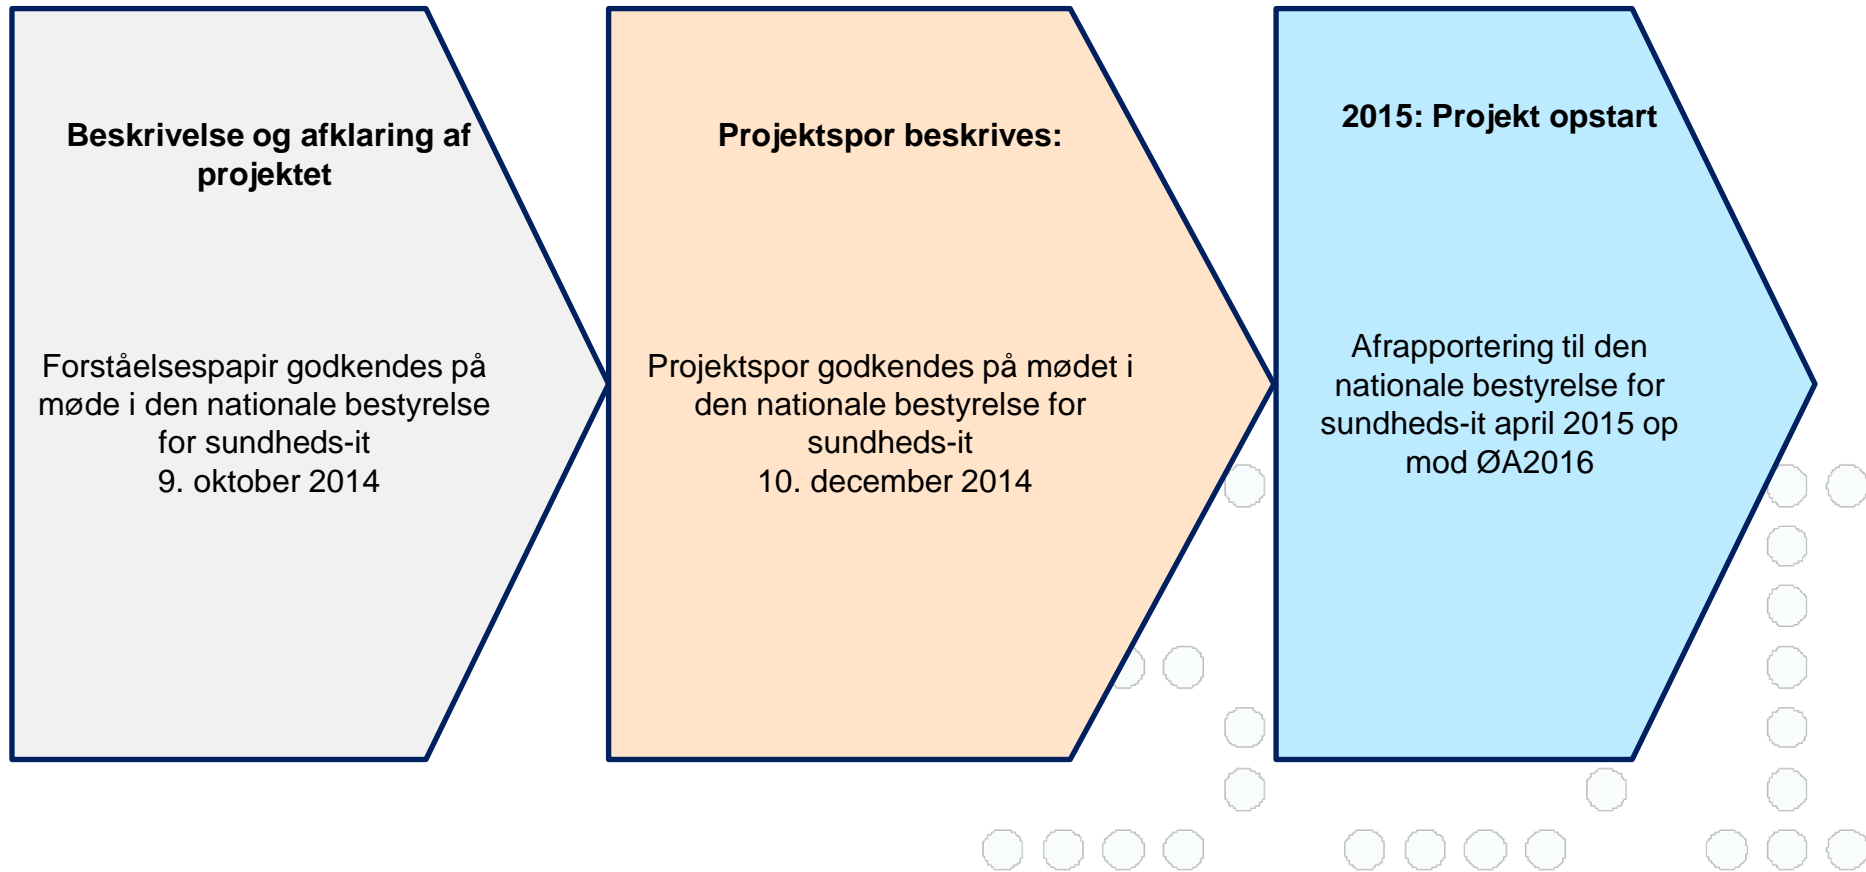 Beskrivelse og afklaring af
projektet
Forståelsespapir godkendes på
møde i den nationale bestyrelse
for sundheds-it
9. oktober 2014
Projektspor beskrives:
Projektspor godkendes på mødet i
den nationale bestyrelse for
sundheds-it
10. december 2014
2015: Projekt opstart
Afrapportering til den
nationale bestyrelse for
sundheds-it april 2015 op
mod ØA2016